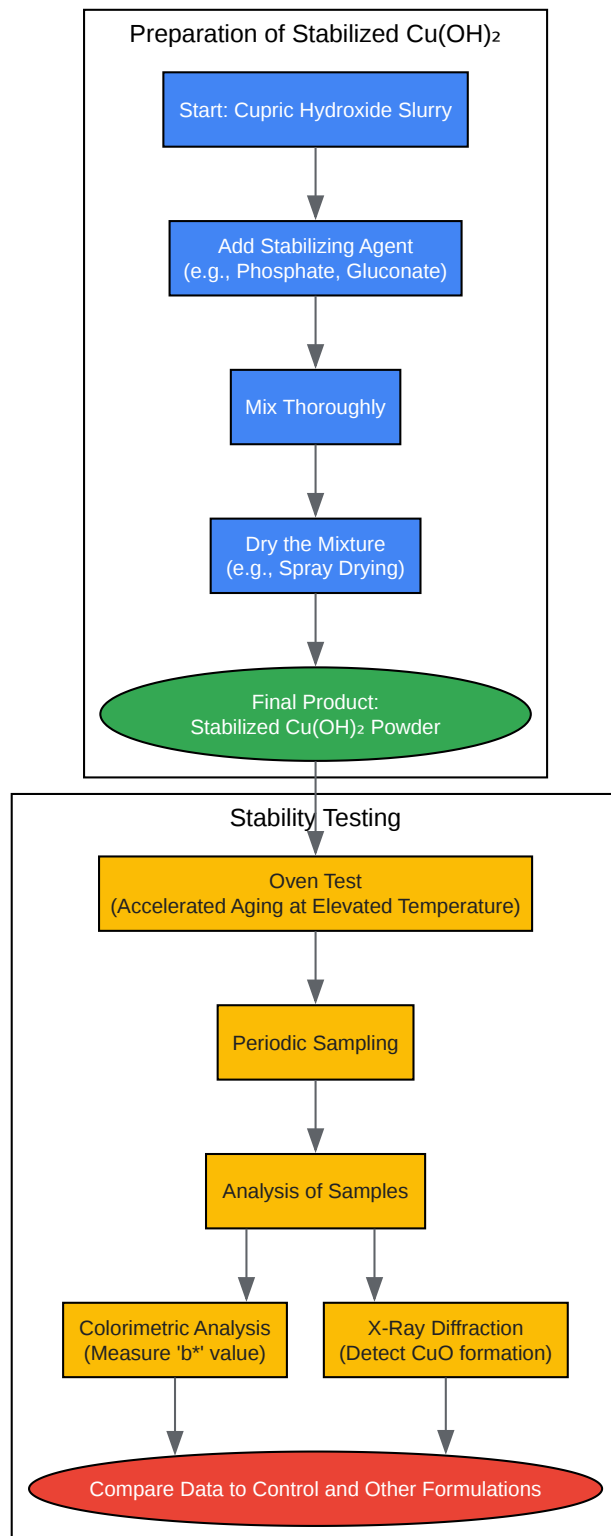 Preparation of Stabilized Cu(OH)₂
Start: Cupric Hydroxide Slurry
Add Stabilizing Agent
(e.g., Phosphate, Gluconate)
Mix Thoroughly
Dry the Mixture
(e.g., Spray Drying)
Final Product:
Stabilized Cu(OH)₂ Powder
Stability Testing
Oven Test
(Accelerated Aging at Elevated Temperature)
Periodic Sampling
Analysis of Samples
Colorimetric Analysis
(Measure 'b*' value)
X-Ray Diffraction
(Detect CuO formation)
Compare Data to Control and Other Formulations